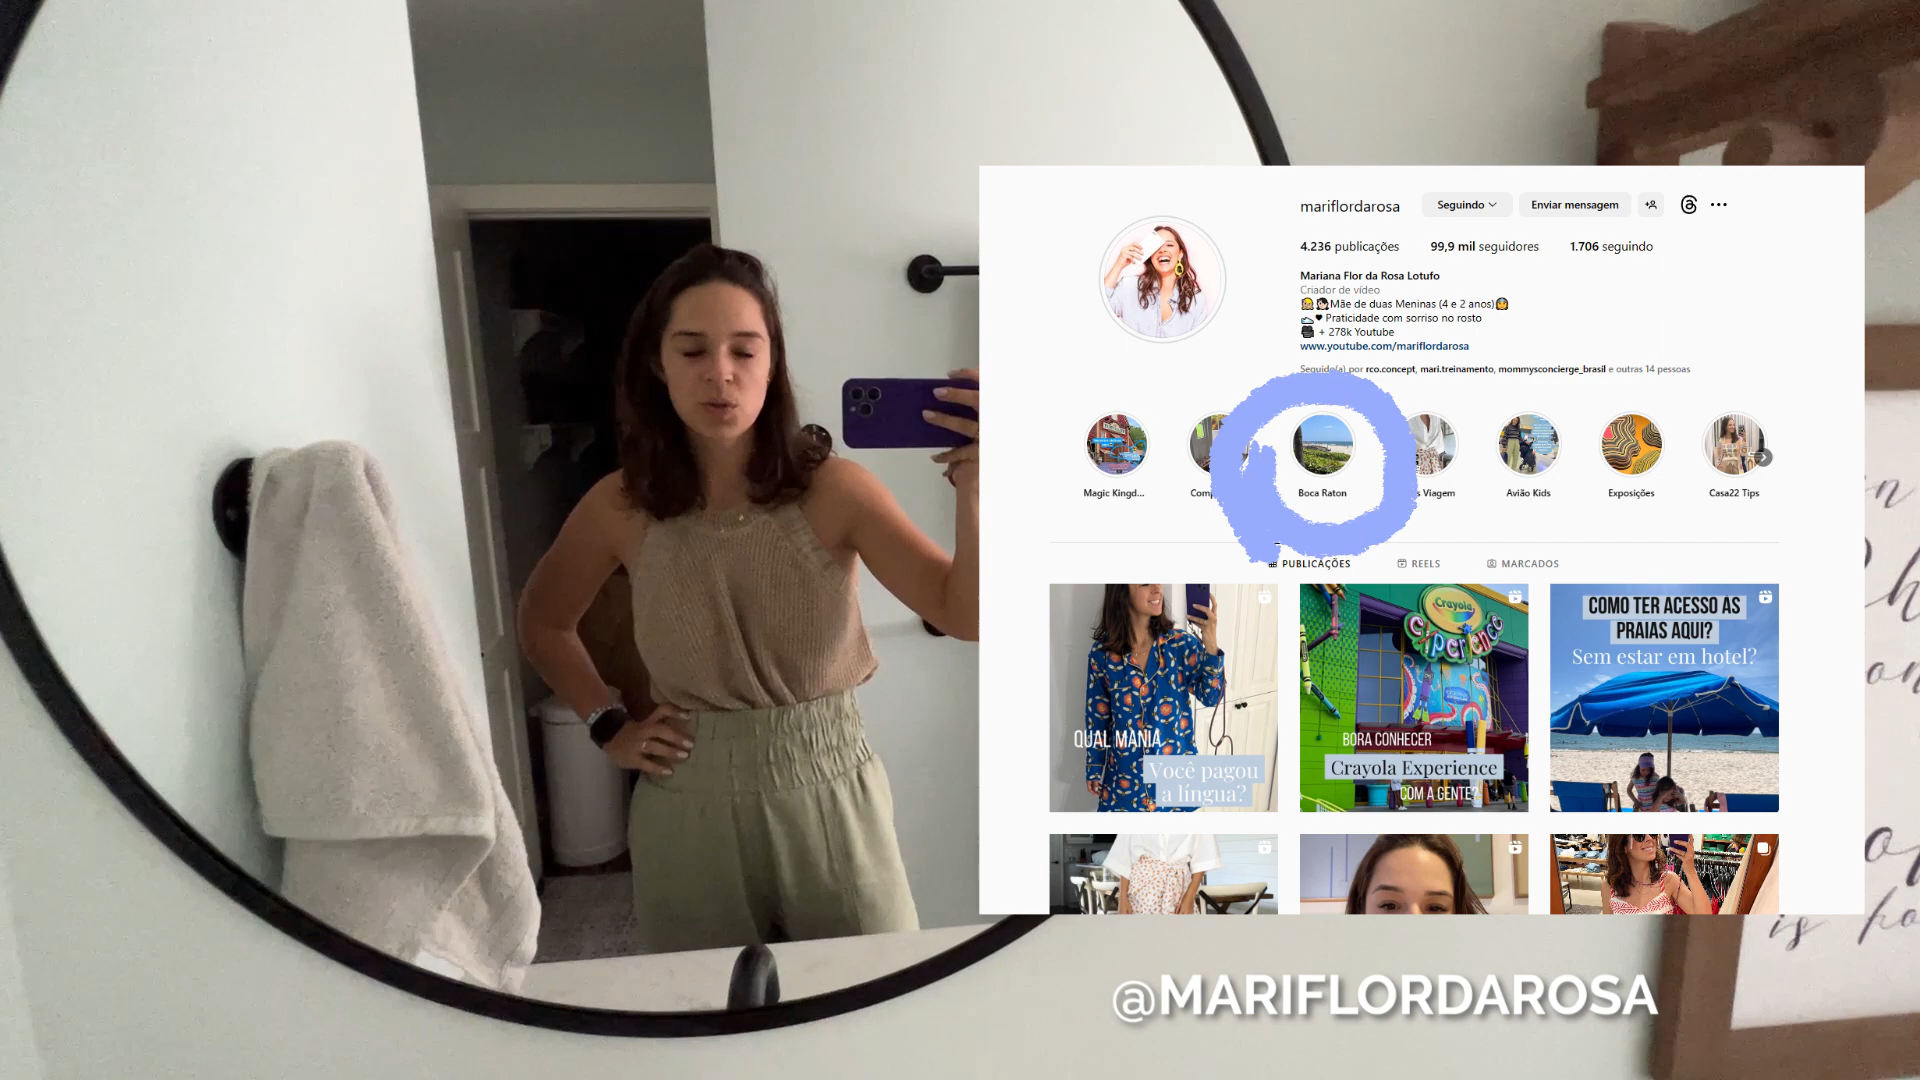 mariflordarosa
Seguindo
Enviar mensagem
4.236 publicações
99,9 mil seguidores
1.706 seguindo
Mariana Flor da Rosa Lotufo
Criador de vídeo
Mãe de duas Meninas (4 e 2 anos)
Praticidade com sorriso no rosto
+ 278k Youtube
www.youtube.com/mariflordarosa
Seguido(a) por rco.concept, mari.treinamento, mommysconcierge_brasil e outras 14 pessoas
Magic Kingd...
Comp
Boca Raton
s Viagem
Avião Kids
Exposições
Casa22 Tips
PUBLICAÇÕES
REELS
MARCADOS
QUAL MANIA
Você pagou
a língua?
Crayola
experience
BORA CONHECER
Crayola Experience
COM A GENTE?
COMO TER ACESSO ÀS
PRAIAS AQUI?
Sem estar em hotel?
is
@MARIFLORDAROSA